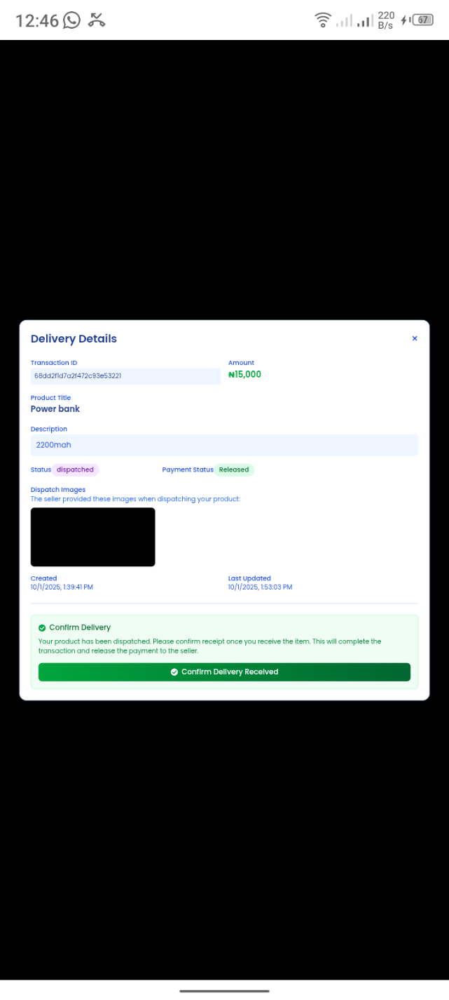 12:46
220
B/s
67
Delivery Details
×
Transaction ID
Amount
68dd2f1d7a2f472c93e53221
₦15,000
Product Title
Power bank
Description
2200mah
Status dispatched
Payment Status Released
Dispatch Images
The seller provided these images when dispatching your product:
Created
Last Updated
10/1/2025, 1:39:41 PM
10/1/2025, 1:53:03 PM
Confirm Delivery
Your product has been dispatched. Please confirm receipt once you receive the item. This will complete the
transaction and release the payment to the seller.
Confirm Delivery Received